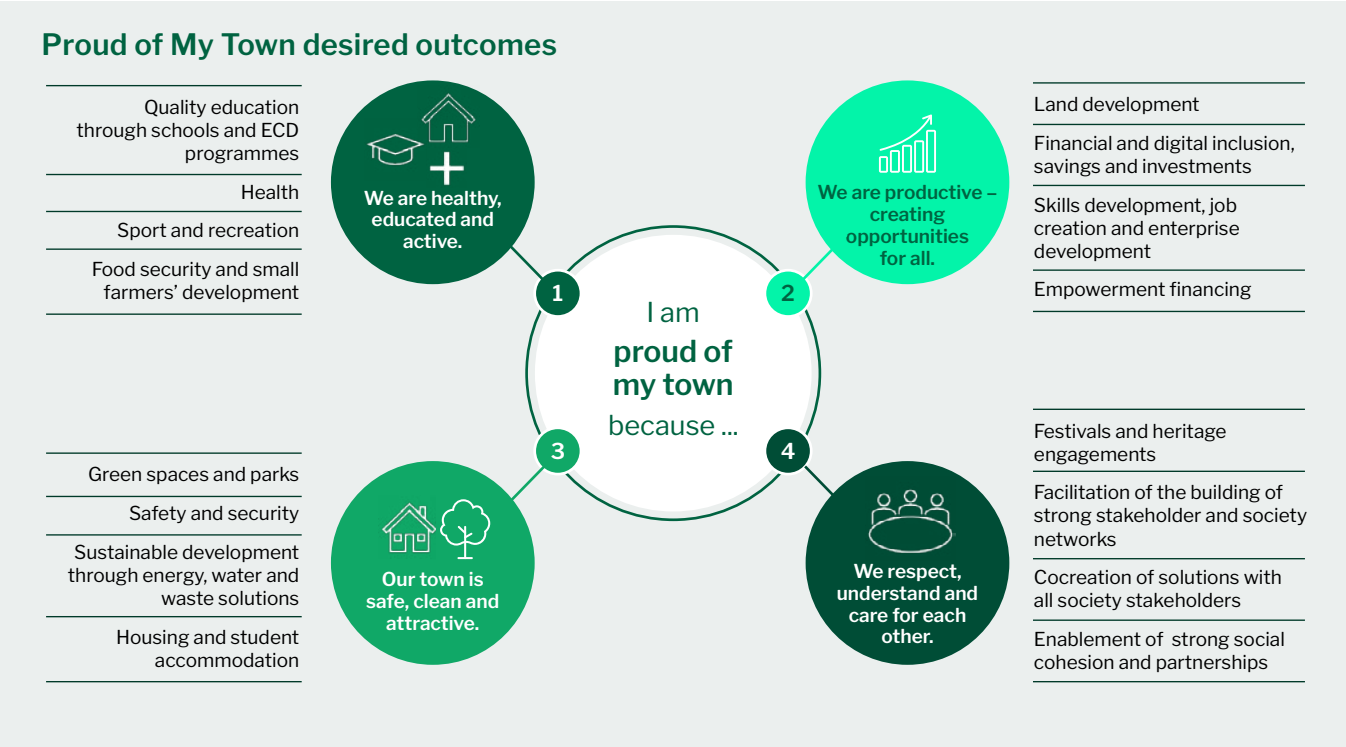 Proud of My Town desired outcomes
Quality education
through schools and ECD
programmes
Health
Sport and recreation
Food security and small
farmers’ development
We are healthy,
educated and
active.
1
We are productive –
creating
opportunities
for all.
2
Land development
Financial and digital inclusion,
savings and investments
Skills development, job
creation and enterprise
development
Empowerment financing
I am
proud of
my town
because ...
Green spaces and parks
Safety and security
Sustainable development
through energy, water and
waste solutions
Housing and student
accommodation
3
Our town is
safe, clean and
attractive.
4
We respect,
understand and
care for each
other.
Festivals and heritage
engagements
Facilitation of the building of
strong stakeholder and society
networks
Cocreation of solutions with
all society stakeholders
Enablement of  strong social
cohesion and partnerships